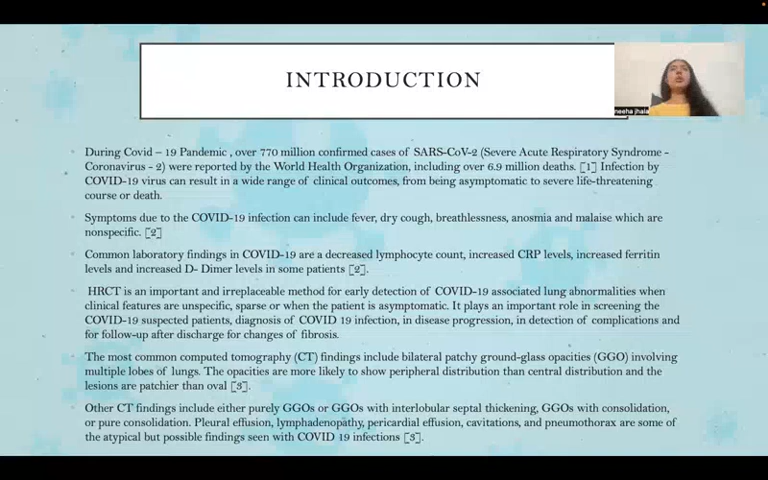 INTRODUCTION
neeha jhala
During Covid – 19 Pandemic , over 770 million confirmed cases of SARS-CoV-2 (Severe Acute Respiratory Syndrome -
Coronavirus - 2) were reported by the World Health Organization, including over 6.9 million deaths. [1] Infection by
COVID-19 virus can result in a wide range of clinical outcomes, from being asymptomatic to severe life-threatening
course or death.
Symptoms due to the COVID-19 infection can include fever, dry cough, breathlessness, anosmia and malaise which are
nonspecific. [2]
Common laboratory findings in COVID-19 are a decreased lymphocyte count, increased CRP levels, increased ferritin
levels and increased D- Dimer levels in some patients [2].
HRCT is an important and irreplaceable method for early detection of COVID-19 associated lung abnormalities when
clinical features are unspecific, sparse or when the patient is asymptomatic. It plays an important role in screening the
COVID-19 suspected patients, diagnosis of COVID 19 infection, in disease progression, in detection of complications and
for follow-up after discharge for changes of fibrosis.
The most common computed tomography (CT) findings include bilateral patchy ground-glass opacities (GGO) involving
multiple lobes of lungs. The opacities are more likely to show peripheral distribution than central distribution and the
lesions are patchier than oval [3].
Other CT findings include either purely GGOs or GGOs with interlobular septal thickening, GGOs with consolidation,
or pure consolidation. Pleural effusion, lymphadenopathy, pericardial effusion, cavitations, and pneumothorax are some of
the atypical but possible findings seen with COVID 19 infections [3].